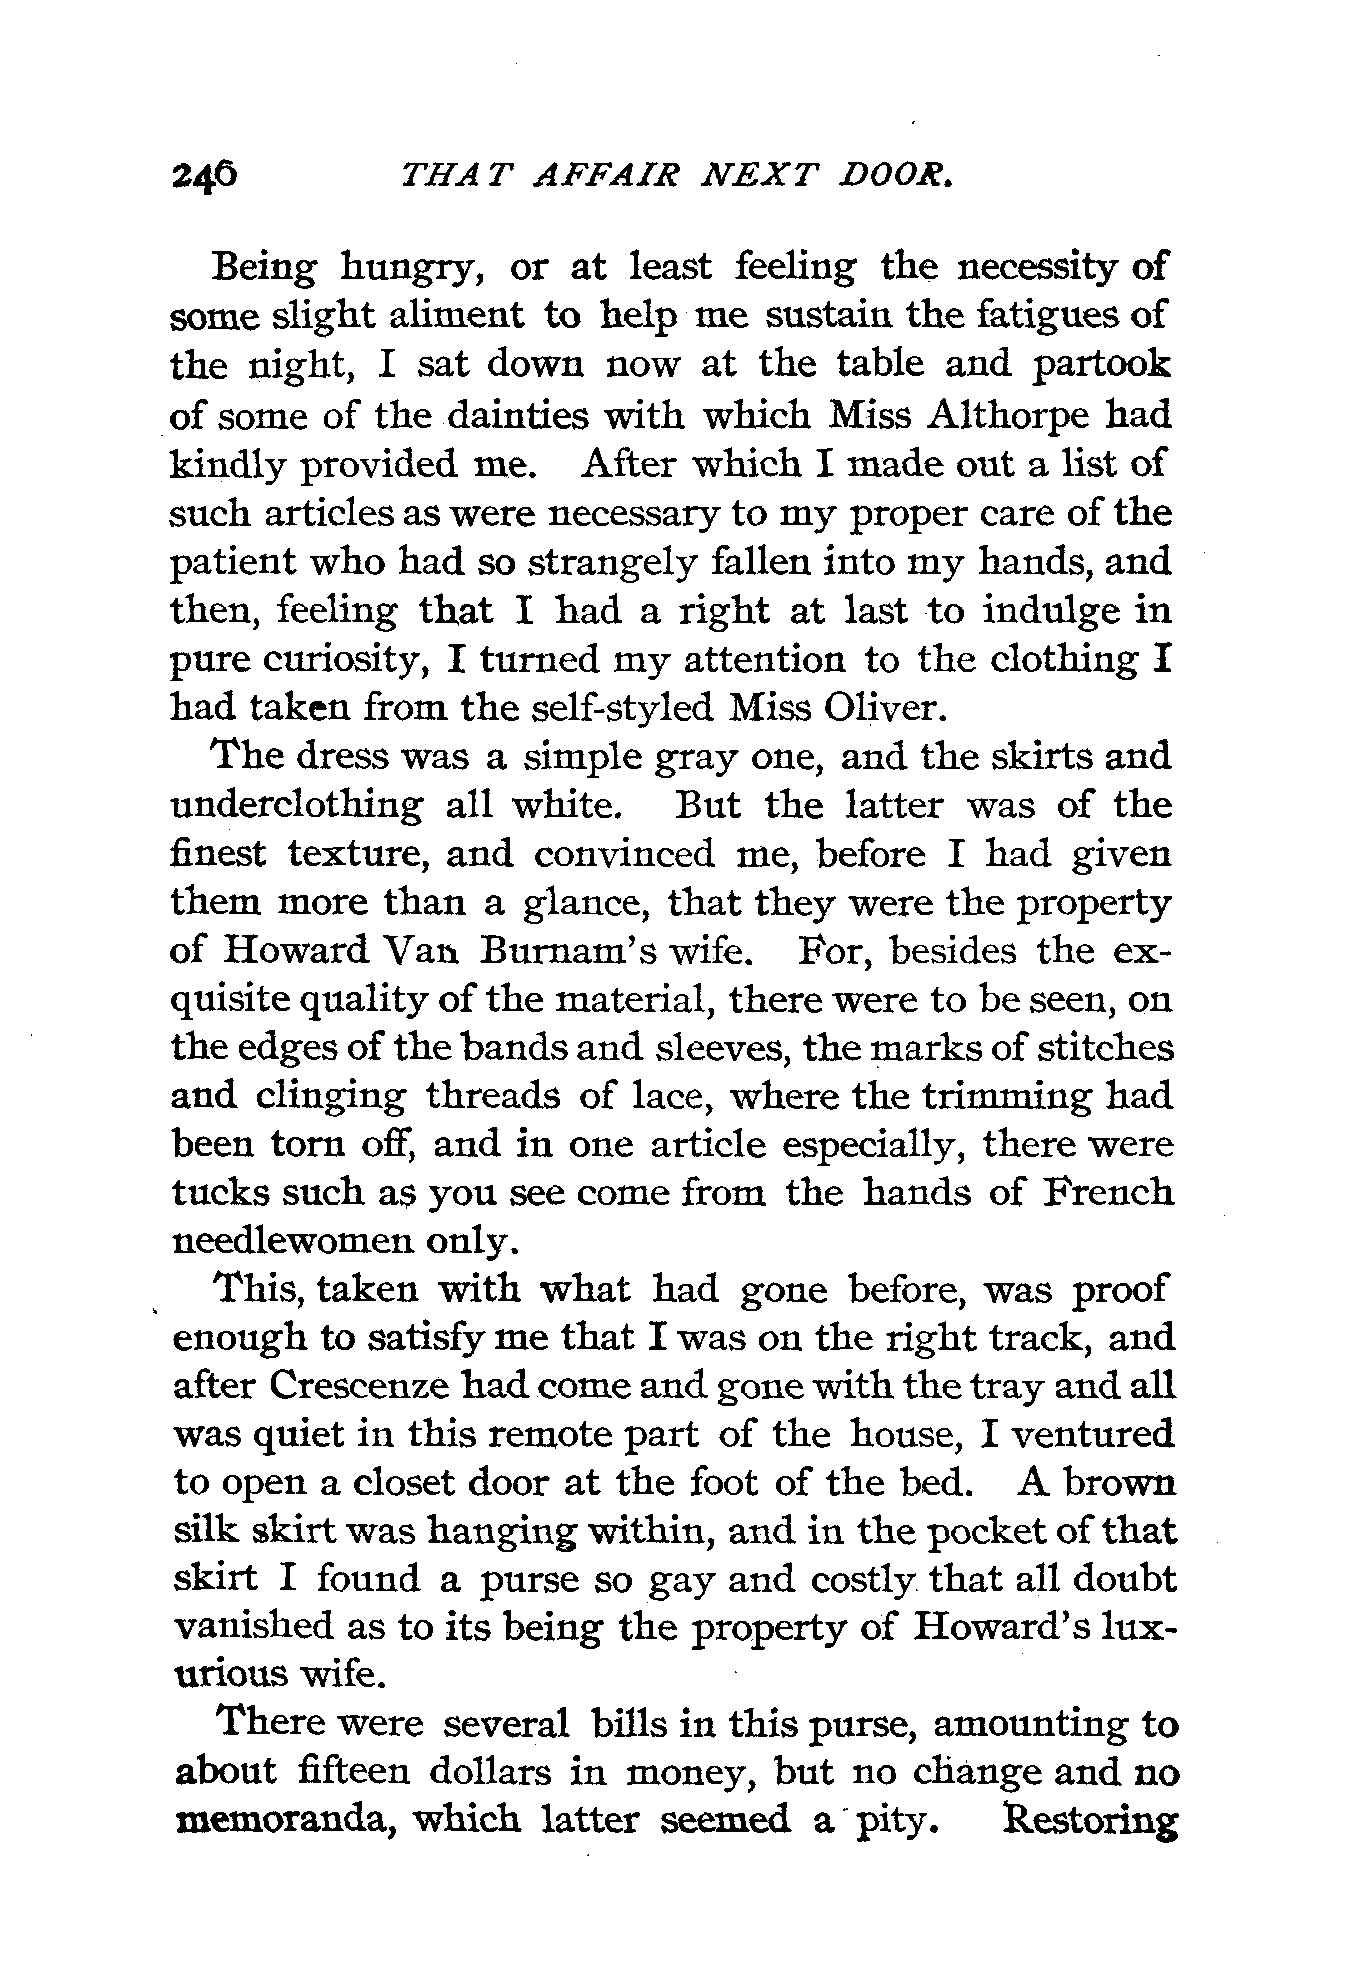 246 THAT AFFAIR NEXT DOOR.
Being hungry, or at least feeling the necessity of
some slight aliment to help me sustain the fatigues of
the night, I sat down now at the table and partook
of some of the dainties with which Miss Althorpe had
kindly provided me. After which I made out a list of
such articles as were necessary to my proper care of the
patient who had so strangely fallen into my hands, and
then, feeling that I had a right at last to indulge in
pure curiosity, I turned my attention to the clothing I
had taken from the self-styled Miss Oliver.
The dress was a simple gray one, and the skirts and
underclothing all white. But the latter was of the
finest texture, and convinced me, before I had given
them more than a glance, that they were the property
of Howard Van Burnam's wife. For, besides the ex-
quisite quality of the material, there were to be seen, on
the edges of the bands and sleeves, the marks of stitches
and clinging threads of lace, where the trimming had
been torn off, and in one article especially, there were
tucks such as you see come from the hands of French
needlewomen only.
This, taken with what had gone before, was proof
enough to satisfy me that I was on the right track, and
after Crescenze had come and gone with the tray and all
was quiet in this remote part of the house, I ventured
to open a closet door at the foot of the bed. A brown
silk skirt was hanging within, and in the pocket of that
skirt I found a purse so gay and costly that all doubt
vanished as to its being the property of Howard's lux-
urious wife.
There were several bills in this purse, amounting to
about fifteen dollars in money, but no change and no
memoranda, which latter seemed a pity. Restoring